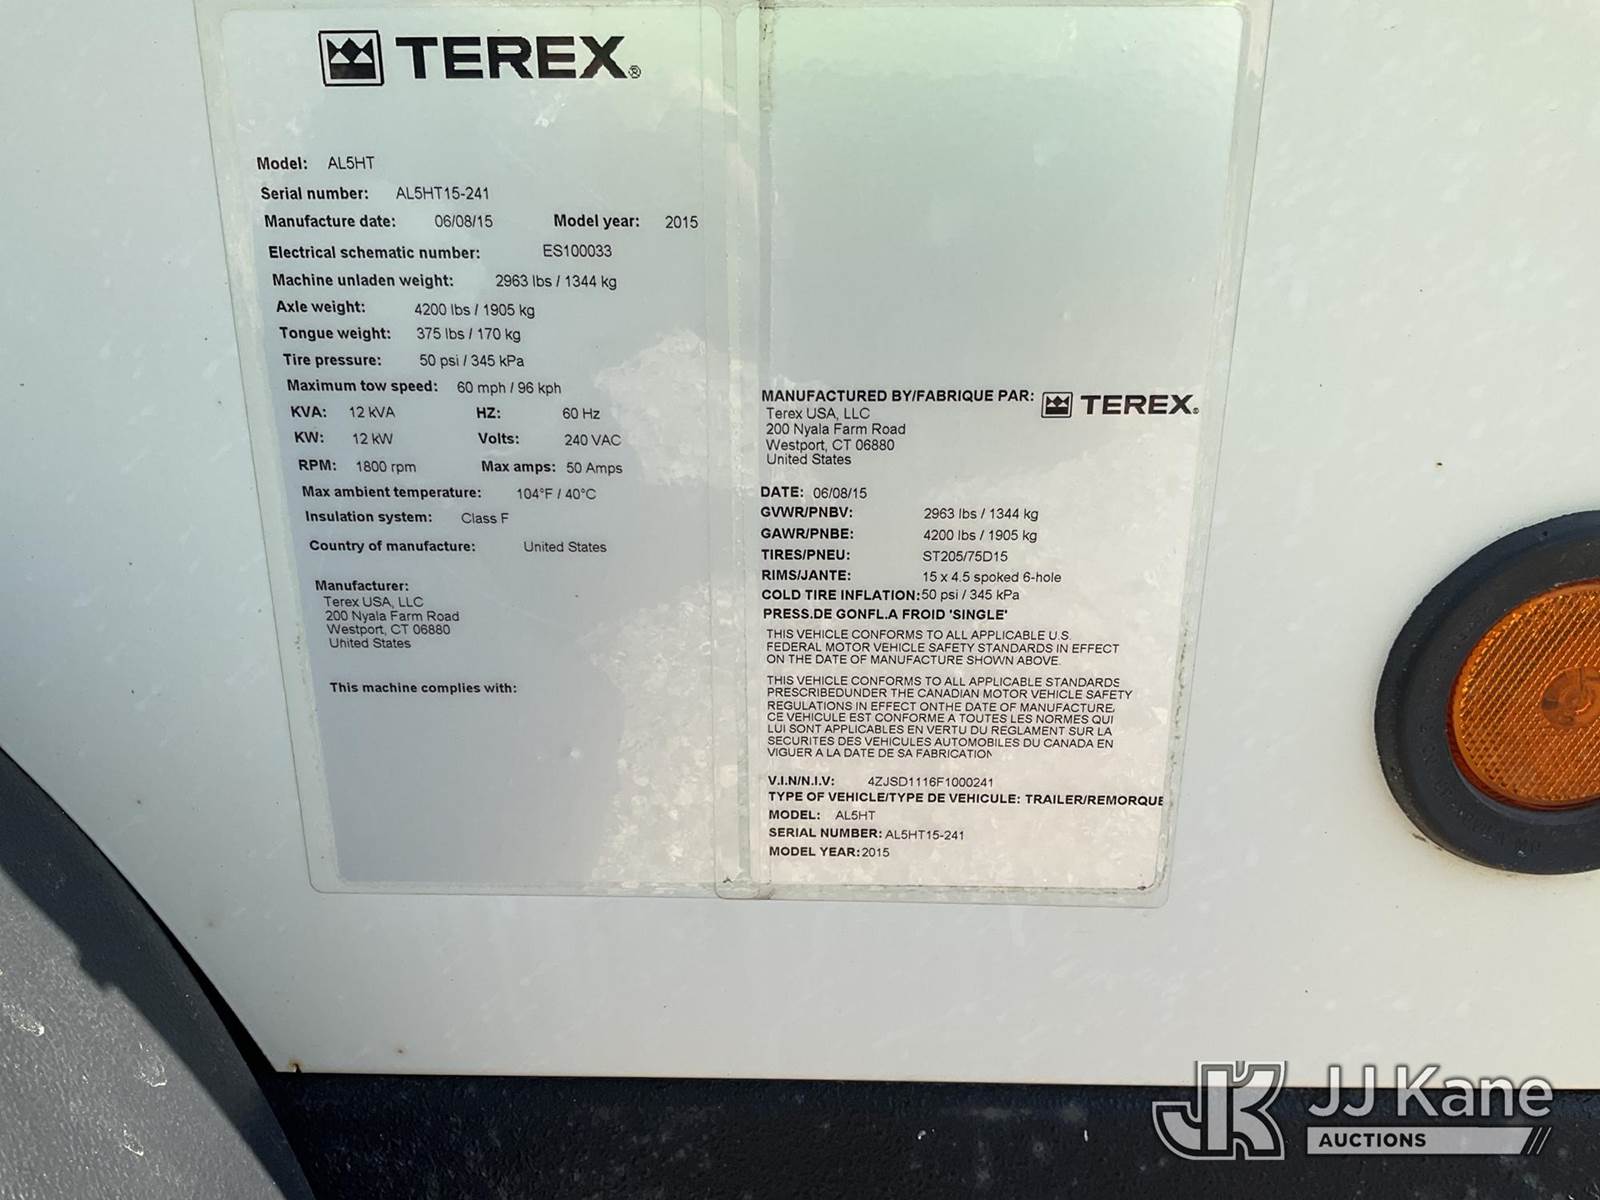 TEREX®
Model: AL5HT
Serial number: AL5HT15-241
Manufacture date: 06/08/15 Model year: 2015
Electrical schematic number: ES100033
Machine unladen weight: 2963 lbs / 1344 kg
Axle weight: 4200 lbs / 1905 kg
Tongue weight: 375 lbs / 170 kg
Tire pressure: 50 psi / 345 kPa
Maximum tow speed: 60 mph / 96 kph
KVA: 12 kVA HZ: 60 Hz
KW: 12 kW Volts: 240 VAC
RPM: 1800 rpm Max amps: 50 Amps
Max ambient temperature: 104°F / 40°C
Insulation system: Class F
Country of manufacture: United States
Manufacturer:
Terex USA, LLC
200 Nyala Farm Road
Westport, CT 06880
United States
This machine complies with:
MANUFACTURED BY/FABRIQUE PAR: TEREX®
Terex USA, LLC
200 Nyala Farm Road
Westport, CT 06880
United States
DATE: 06/08/15
GVWR/PNBV: 2963 lbs / 1344 kg
GAWR/PNBE: 4200 lbs / 1905 kg
TIRES/PNEU: ST205/75D15
RIMS/JANTE: 15 x 4.5 spoked 6-hole
COLD TIRE INFLATION: 50 psi / 345 kPa
PRESS.DE GONFL.A FROID 'SINGLE'
THIS VEHICLE CONFORMS TO ALL APPLICABLE U.S.
FEDERAL MOTOR VEHICLE SAFETY STANDARDS IN EFFECT
ON THE DATE OF MANUFACTURE SHOWN ABOVE.
THIS VEHICLE CONFORMS TO ALL APPLICABLE STANDARDS
PRESCRIBEDUNDER THE CANADIAN MOTOR VEHICLE SAFETY
REGULATIONS IN EFFECT ONTHE DATE OF MANUFACTURE/
CE VEHICULE EST CONFORME A TOUTES LES NORMES QUI
LUI SONT APPLICABLES EN VERTU DU REGLEMENT SUR LA
SECURITES DES VEHICULES AUTOMOBILES DU CANADA EN
VIGUER A LA DATE DE SA FABRICATION
V.I.N/N.I.V: 4ZJSD1116F1000241
TYPE OF VEHICLE/TYPE DE VEHICULE: TRAILER/REMORQUE
MODEL: AL5HT
SERIAL NUMBER: AL5HT15-241
MODEL YEAR: 2015
JK JJ Kane
AUCTIONS